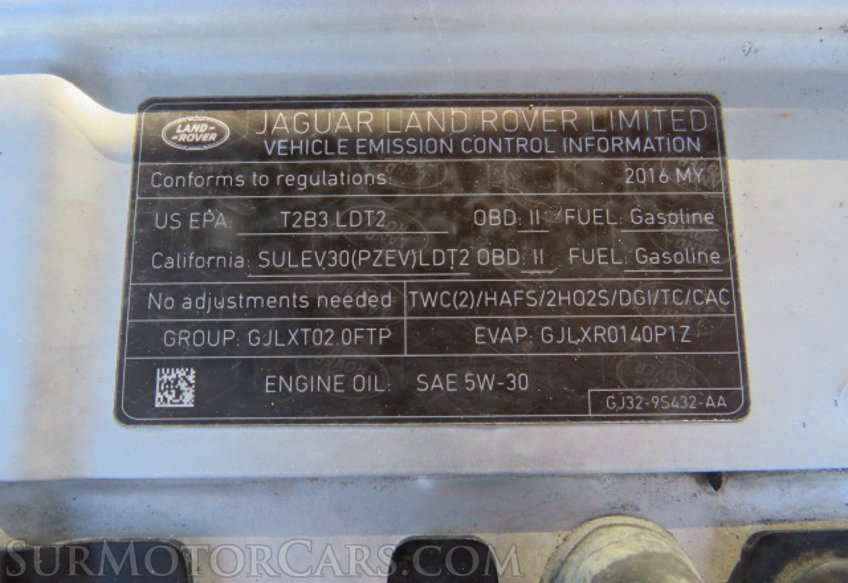 LAND-
-ROVER
JAGUAR LAND ROVER LIMITED
VEHICLE EMISSION CONTROL INFORMATION
Conforms to regulations: 2016 MY
US EPA: T2B3 LDT2 OBD: II FUEL: Gasoline
California: SULEV30(PZEV)LDT2 OBD: II FUEL: Gasoline
No adjustments needed TWC(2)/HAFS/2HO2S/DGI/TC/CAC
GROUP: GJLXT02.0FTP EVAP: GJLXR0140P1Z
ENGINE OIL: SAE 5W-30
GJ32-9S432-AA
SURMOTORCARS.COM